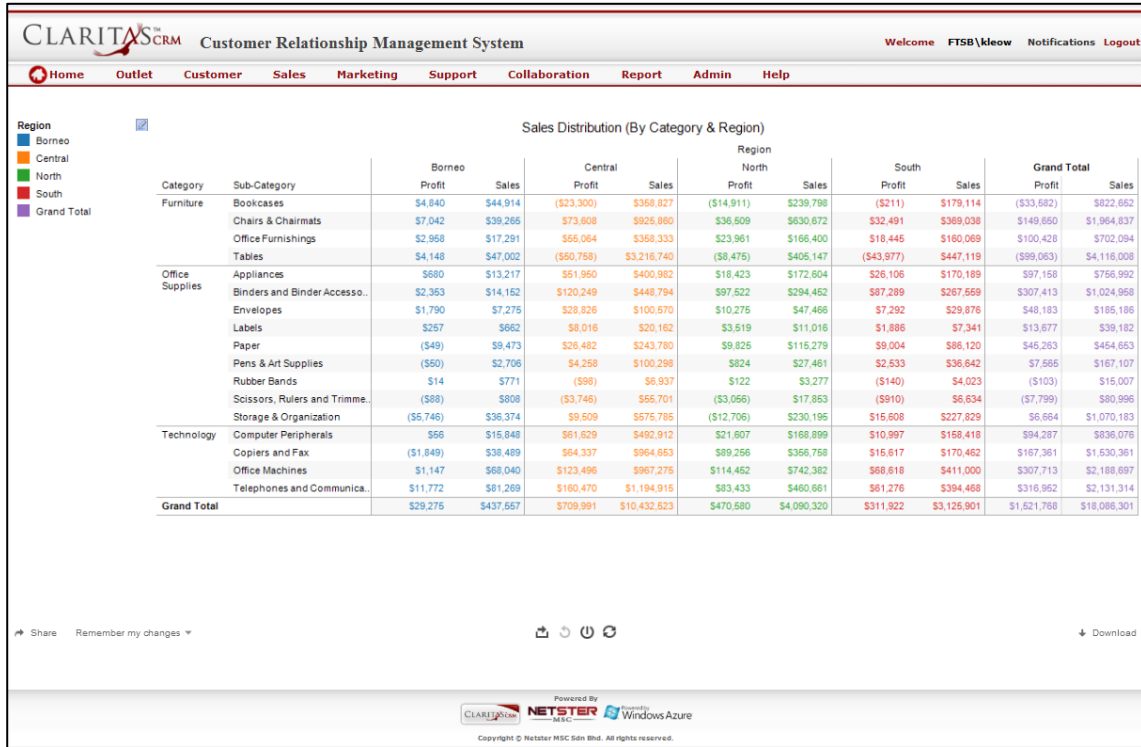 CLARITAS™CRM Customer Relationship Management System Welcome FTSB\kleow Notifications Logout
Home Outlet Customer Sales Marketing Support Collaboration Report Admin Help
Region
Borneo
Central
North
South
Grand Total
Sales Distribution (By Category & Region)
Region
Borneo Central North South Grand Total
Category Sub-Category Profit Sales Profit Sales Profit Sales Profit Sales Profit Sales
Furniture Bookcases $4,840 $44,914 ($23,300) $358,827 ($14,911) $239,798 ($211) $179,114 ($33,582) $822,652
Chairs & Chairmats $7,042 $39,265 $73,608 $925,860 $36,509 $630,672 $32,491 $369,038 $149,650 $1,964,837
Office Furnishings $2,958 $17,291 $55,064 $358,333 $23,961 $166,400 $18,445 $160,069 $100,428 $702,094
Tables $4,148 $47,002 ($50,758) $3,216,740 ($8,475) $405,147 ($43,977) $447,119 ($99,063) $4,116,008
Office Supplies Appliances $680 $13,217 $51,950 $400,982 $18,423 $172,604 $26,106 $170,189 $97,158 $756,992
Binders and Binder Accesso.. $2,353 $14,152 $120,249 $448,794 $97,522 $294,452 $87,289 $267,559 $307,413 $1,024,958
Envelopes $1,790 $7,275 $28,826 $100,570 $10,275 $47,466 $7,292 $29,876 $48,183 $185,186
Labels $257 $662 $8,016 $20,162 $3,519 $11,016 $1,886 $7,341 $13,677 $39,182
Paper ($49) $9,473 $26,482 $243,780 $9,825 $115,279 $9,004 $86,120 $45,263 $454,653
Pens & Art Supplies ($50) $2,706 $4,258 $100,298 $824 $27,461 $2,533 $36,642 $7,565 $167,107
Rubber Bands $14 $771 ($98) $6,937 $122 $3,277 ($140) $4,023 ($103) $15,007
Scissors, Rulers and Trimme.. ($88) $808 ($3,746) $55,701 ($3,056) $17,853 ($910) $6,634 ($7,799) $80,996
Storage & Organization ($5,746) $36,374 $9,509 $575,785 ($12,706) $230,195 $15,608 $227,829 $6,664 $1,070,183
Technology Computer Peripherals $56 $15,848 $61,629 $492,912 $21,607 $168,899 $10,997 $158,418 $94,287 $836,076
Copiers and Fax ($1,849) $38,489 $64,337 $964,653 $89,256 $356,758 $15,617 $170,462 $167,361 $1,530,361
Office Machines $1,147 $68,040 $123,496 $967,275 $114,452 $742,382 $68,618 $411,000 $307,713 $2,188,697
Telephones and Communica.. $11,772 $81,269 $160,470 $1,194,915 $83,433 $460,661 $61,276 $394,468 $316,952 $2,131,314
Grand Total $29,275 $437,557 $709,991 $10,432,523 $470,580 $4,090,320 $311,922 $3,125,901 $1,521,768 $18,086,301
Share Remember my changes Download
Powered By
CLARITAS CRM NETSTER MSC Powered by Windows Azure
Copyright © Netster MSC Sdn Bhd. All rights reserved.